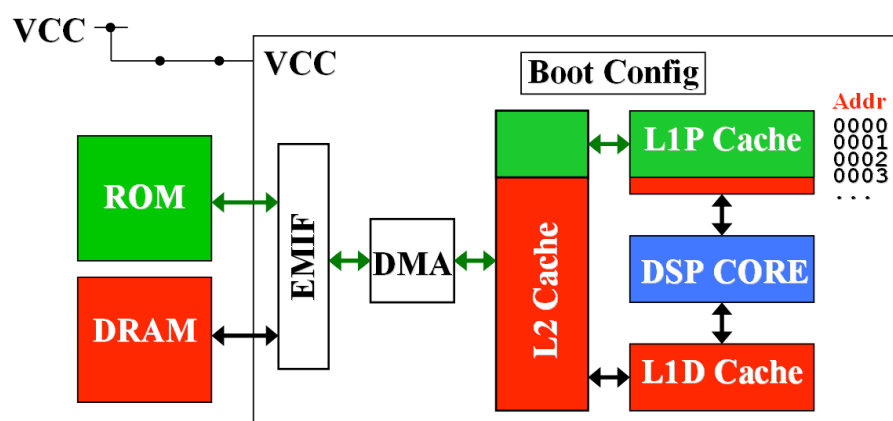 VCC
VCC
Boot Config
Addr
0000
0001
0002
0003
...
L1P Cache
ROM
EMIF
DMA
L2 Cache
DSP CORE
DRAM
L1D Cache